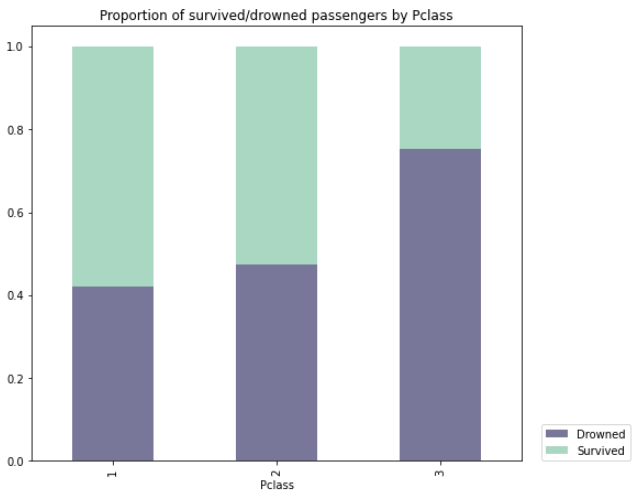 Proportion of survived/drowned passengers by Pclass
1.0
0.8
0.6
0.4
0.2
0.0
1
2
3
Pclass
Drowned
Survived